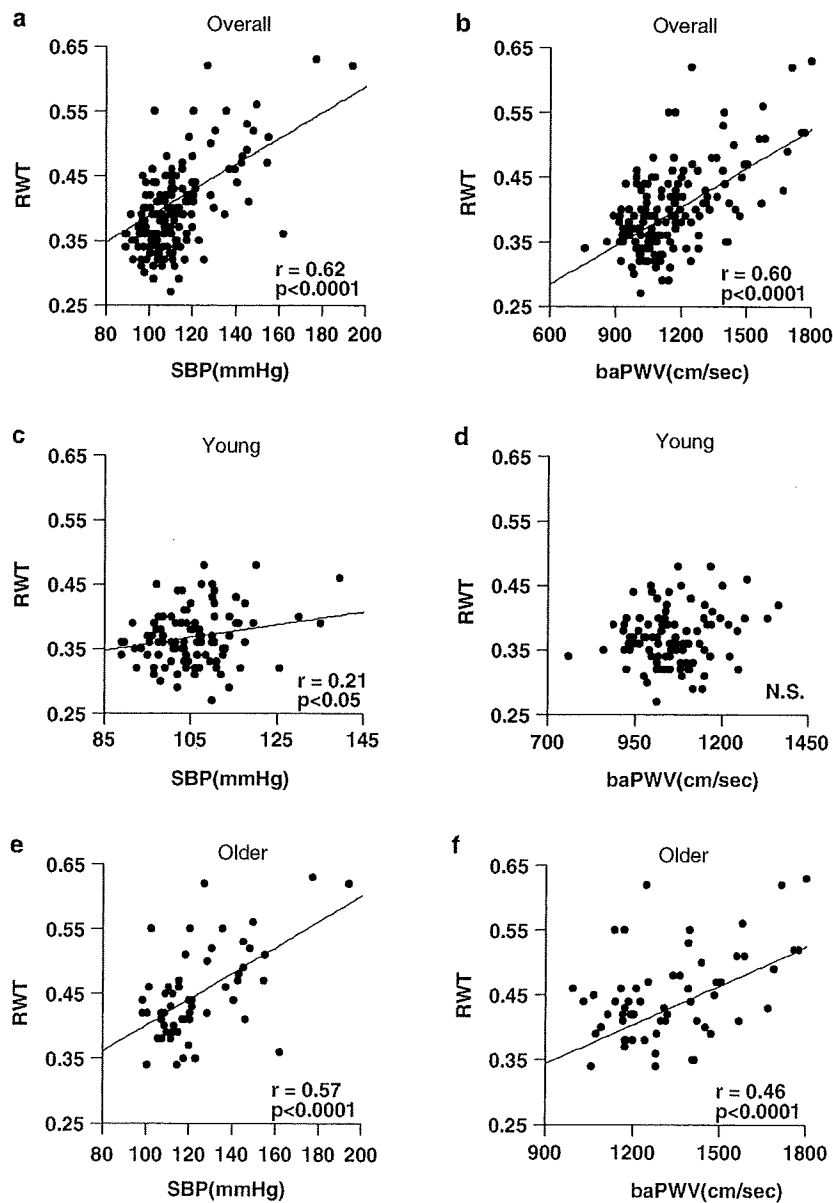 a
Overall
0.65
0.55
0.45
0.35
0.25
RWT
r = 0.62
p<0.0001
80 100 120 140 160 180 200
SBP(mmHg)
b
Overall
0.65
0.55
0.45
0.35
0.25
RWT
r = 0.60
p<0.0001
600 900 1200 1500 1800
baPWV(cm/sec)
c
Young
0.65
0.55
0.45
0.35
0.25
RWT
r = 0.21
p<0.05
85 105 125 145
SBP(mmHg)
d
Young
0.65
0.55
0.45
0.35
0.25
RWT
N.S.
700 950 1200 1450
baPWV(cm/sec)
e
Older
0.65
0.55
0.45
0.35
0.25
RWT
r = 0.57
p<0.0001
80 100 120 140 160 180 200
SBP(mmHg)
f
Older
0.65
0.55
0.45
0.35
0.25
RWT
r = 0.46
p<0.0001
900 1200 1500 1800
baPWV(cm/sec)